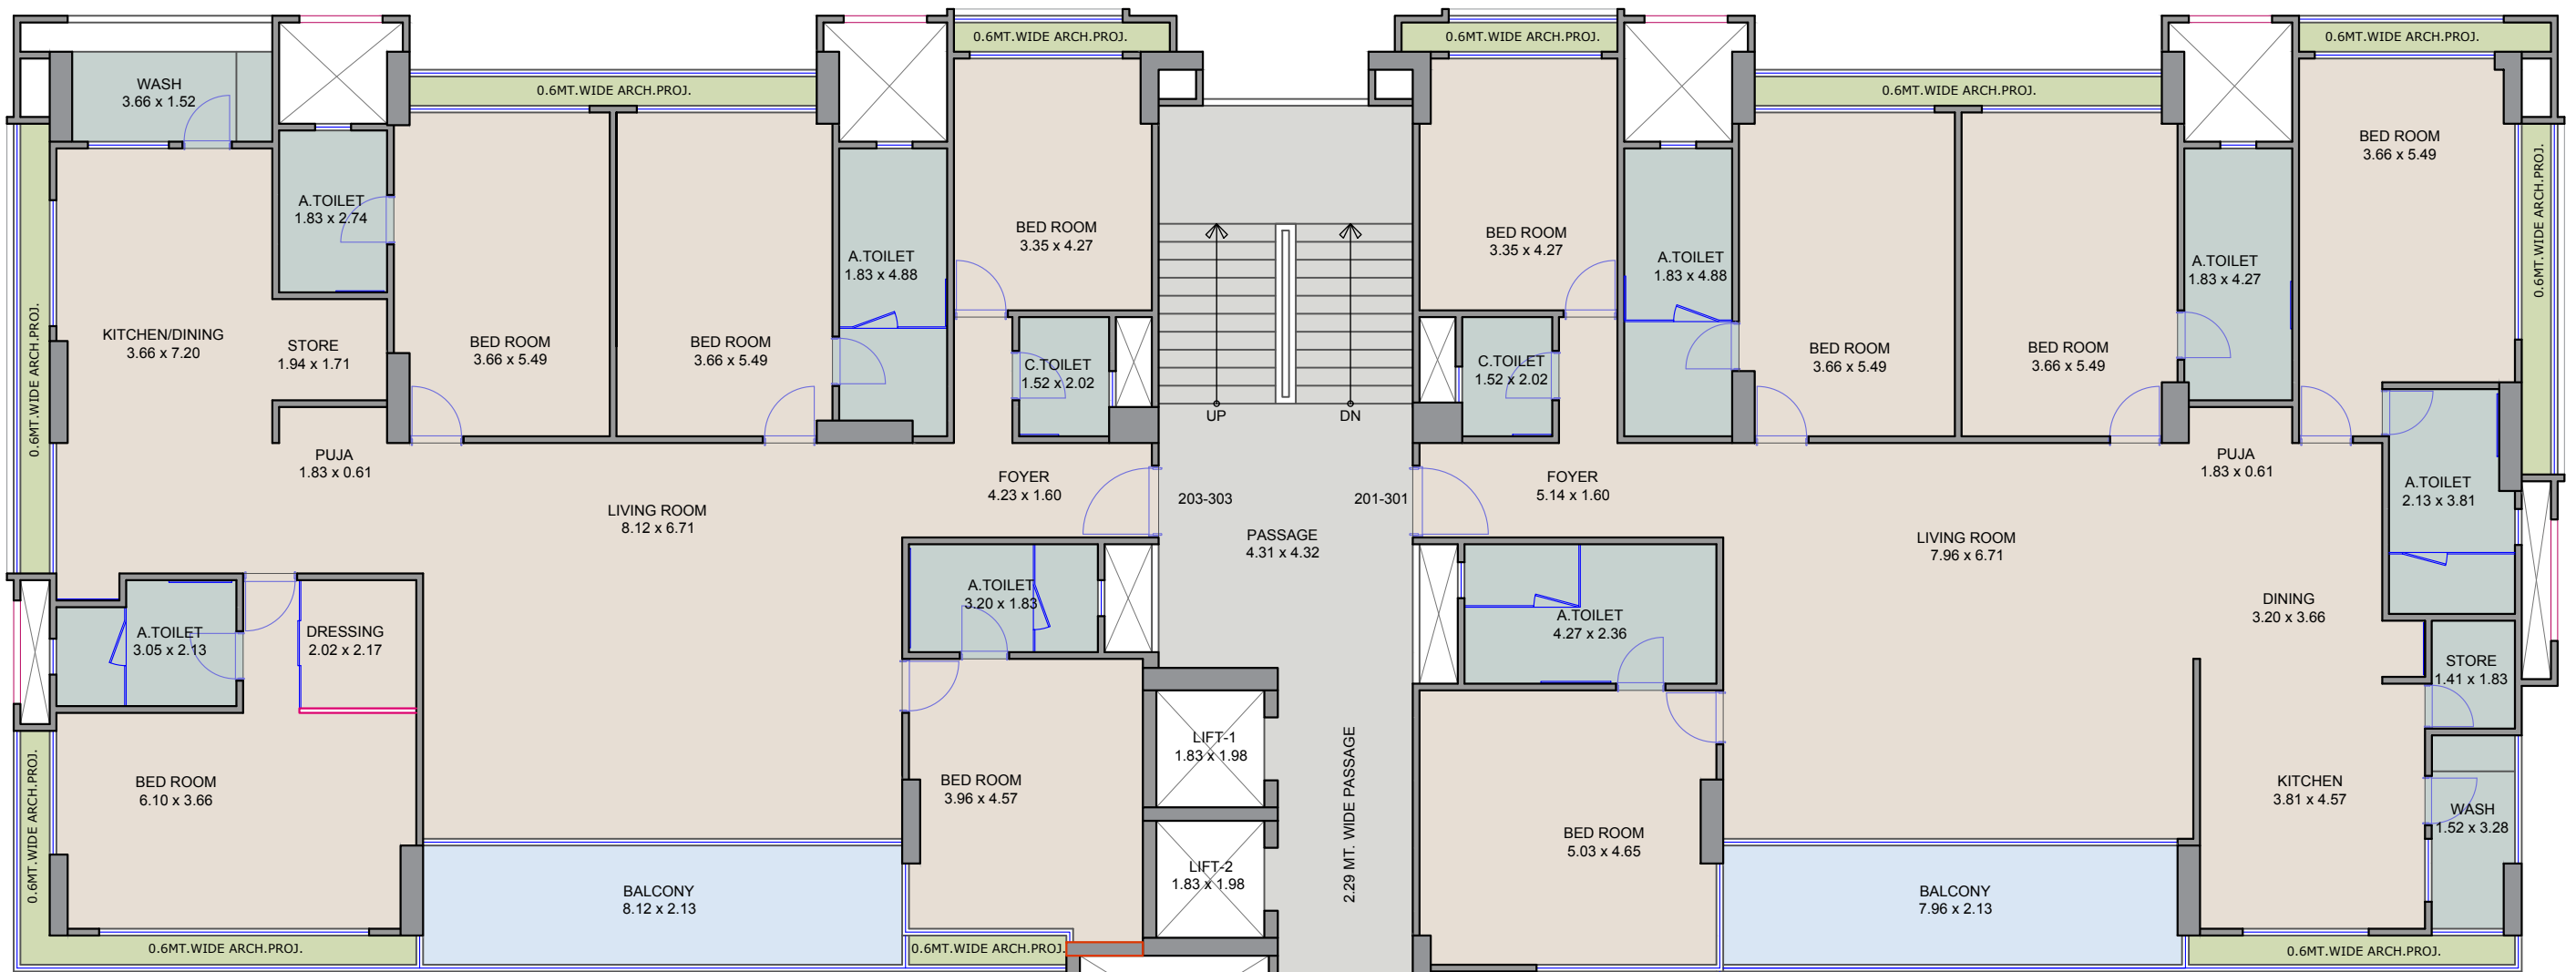 0.6MT.WIDE ARCH.PROJ.
0.6MT.WIDE ARCH.PROJ.
0.6MT.WIDE ARCH.PROJ.
WASH
3.66 x 1.52
0.6MT.WIDE ARCH.PROJ.
0.6MT.WIDE ARCH.PROJ.
BED ROOM
3.66 x 5.49
A.TOILET
1.83 x 2.74
BED ROOM
3.35 x 4.27
BED ROOM
3.35 x 4.27
0.6MT.WIDE ARCH.PROJ.
A.TOILET
1.83 x 4.88
A.TOILET
1.83 x 4.88
A.TOILET
1.83 x 4.27
0.6MT.WIDE ARCH.PROJ.
KITCHEN/DINING
3.66 x 7.20
STORE
1.94 x 1.71
BED ROOM
3.66 x 5.49
BED ROOM
3.66 x 5.49
C.TOILET
1.52 x 2.02
C.TOILET
1.52 x 2.02
BED ROOM
3.66 x 5.49
BED ROOM
3.66 x 5.49
UP
DN
PUJA
1.83 x 0.61
PUJA
1.83 x 0.61
FOYER
4.23 x 1.60
203-303
201-301
FOYER
5.14 x 1.60
A.TOILET
2.13 x 3.81
LIVING ROOM
8.12 x 6.71
PASSAGE
4.31 x 4.32
LIVING ROOM
7.96 x 6.71
A.TOILET
3.20 x 1.83
A.TOILET
4.27 x 2.36
DINING
3.20 x 3.66
A.TOILET
3.05 x 2.13
DRESSING
2.02 x 2.17
STORE
1.41 x 1.83
LIFT-1
1.83 x 1.98
2.29 MT. WIDE PASSAGE
0.6MT.WIDE ARCH.PROJ.
BED ROOM
6.10 x 3.66
BED ROOM
3.96 x 4.57
KITCHEN
3.81 x 4.57
WASH
1.52 x 3.28
BED ROOM
5.03 x 4.65
LIFT-2
1.83 x 1.98
BALCONY
8.12 x 2.13
BALCONY
7.96 x 2.13
0.6MT.WIDE ARCH.PROJ.
0.6MT.WIDE ARCH.PROJ.
0.6MT.WIDE ARCH.PROJ.